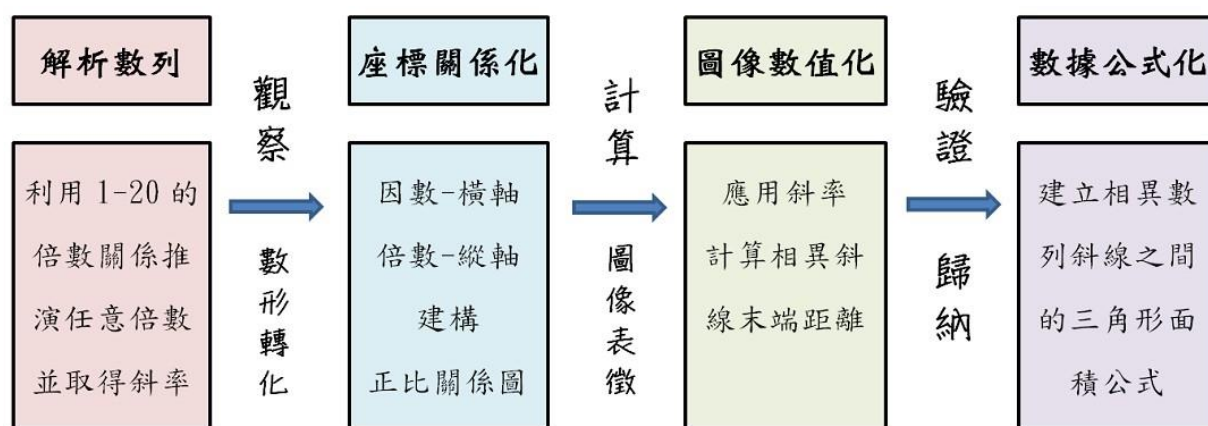 解析數列
利用 1-20 的
倍數關係推
演任意倍數
並取得斜率
觀察
數形轉化
座標關係化
因數-橫軸
倍數-縱軸
建構
正比關係圖
計算
圖像表徵
圖像數值化
應用斜率
計算相異斜
線末端距離
驗證
歸納
數據公式化
建立相異數
列斜線之間
的三角形面
積公式